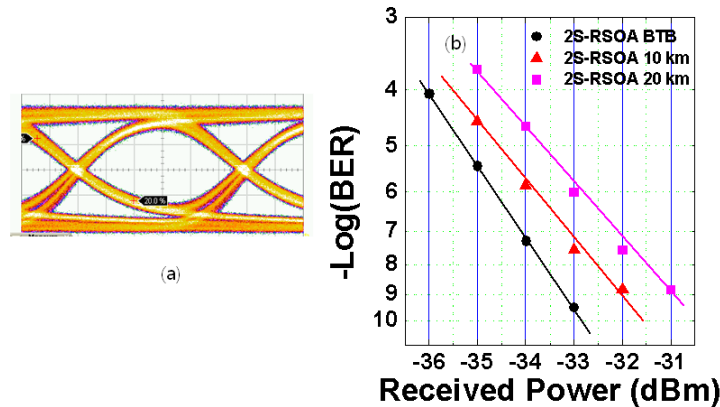 20.0 %
(a)
(b)
2S-RSOA BTB
2S-RSOA 10 km
2S-RSOA 20 km
3
4
5
6
7
8
9
10
-Log(BER)
-36 -35 -34 -33 -32 -31
Received Power (dBm)